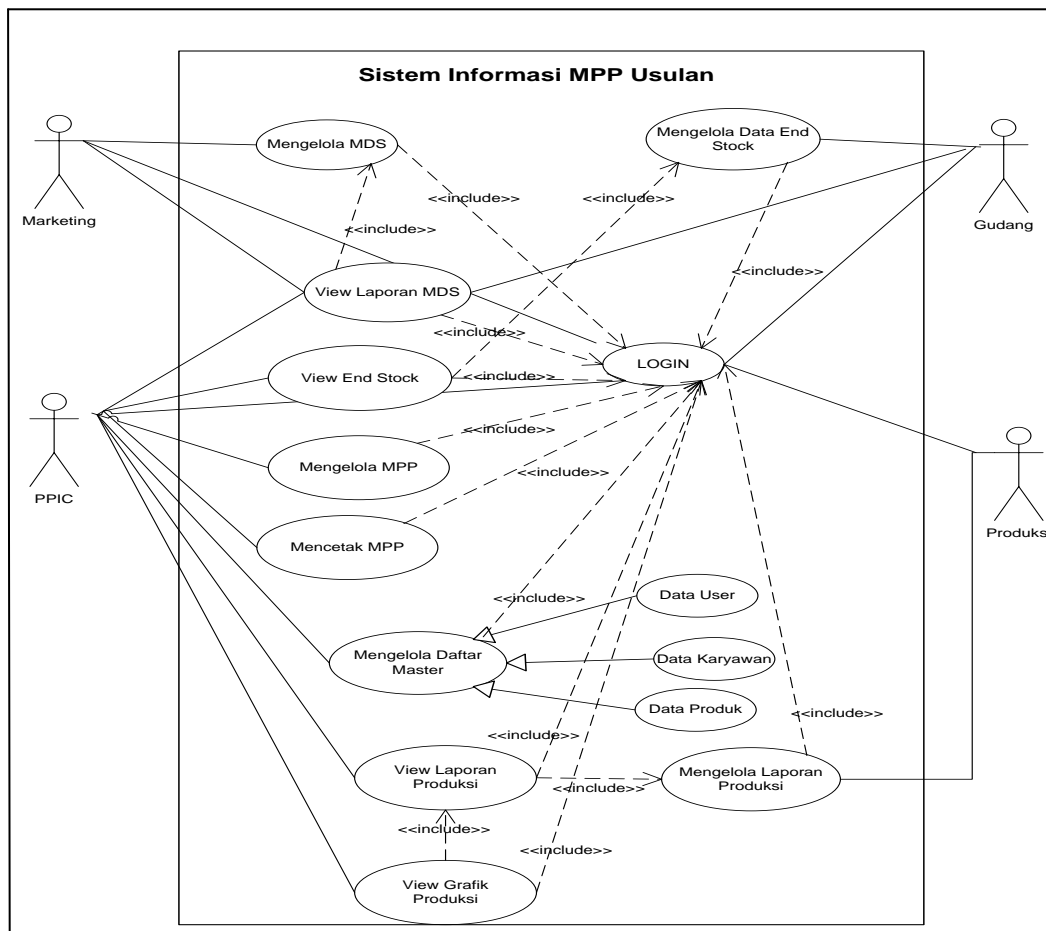 Sistem Informasi MPP Usulan
Mengelola MDS
Mengelola Data End
Stock
Marketing
Gudang
<<include>>
<<include>>
<<include>>
<<include>>
View Laporan MDS
<<include>>
LOGIN
View End Stock
<<include>>
<<include>>
Mengelola MPP
<<include>>
PPIC
Produks
Mencetak MPP
Data User
<<include>>
Mengelola Daftar
Master
Data Karyawan
Data Produk
<<include>>
<<include>>
View Laporan
Produksi
Mengelola Laporan
Produksi
<<include>>
<<include>>
<<include>>
View Grafik
Produksi